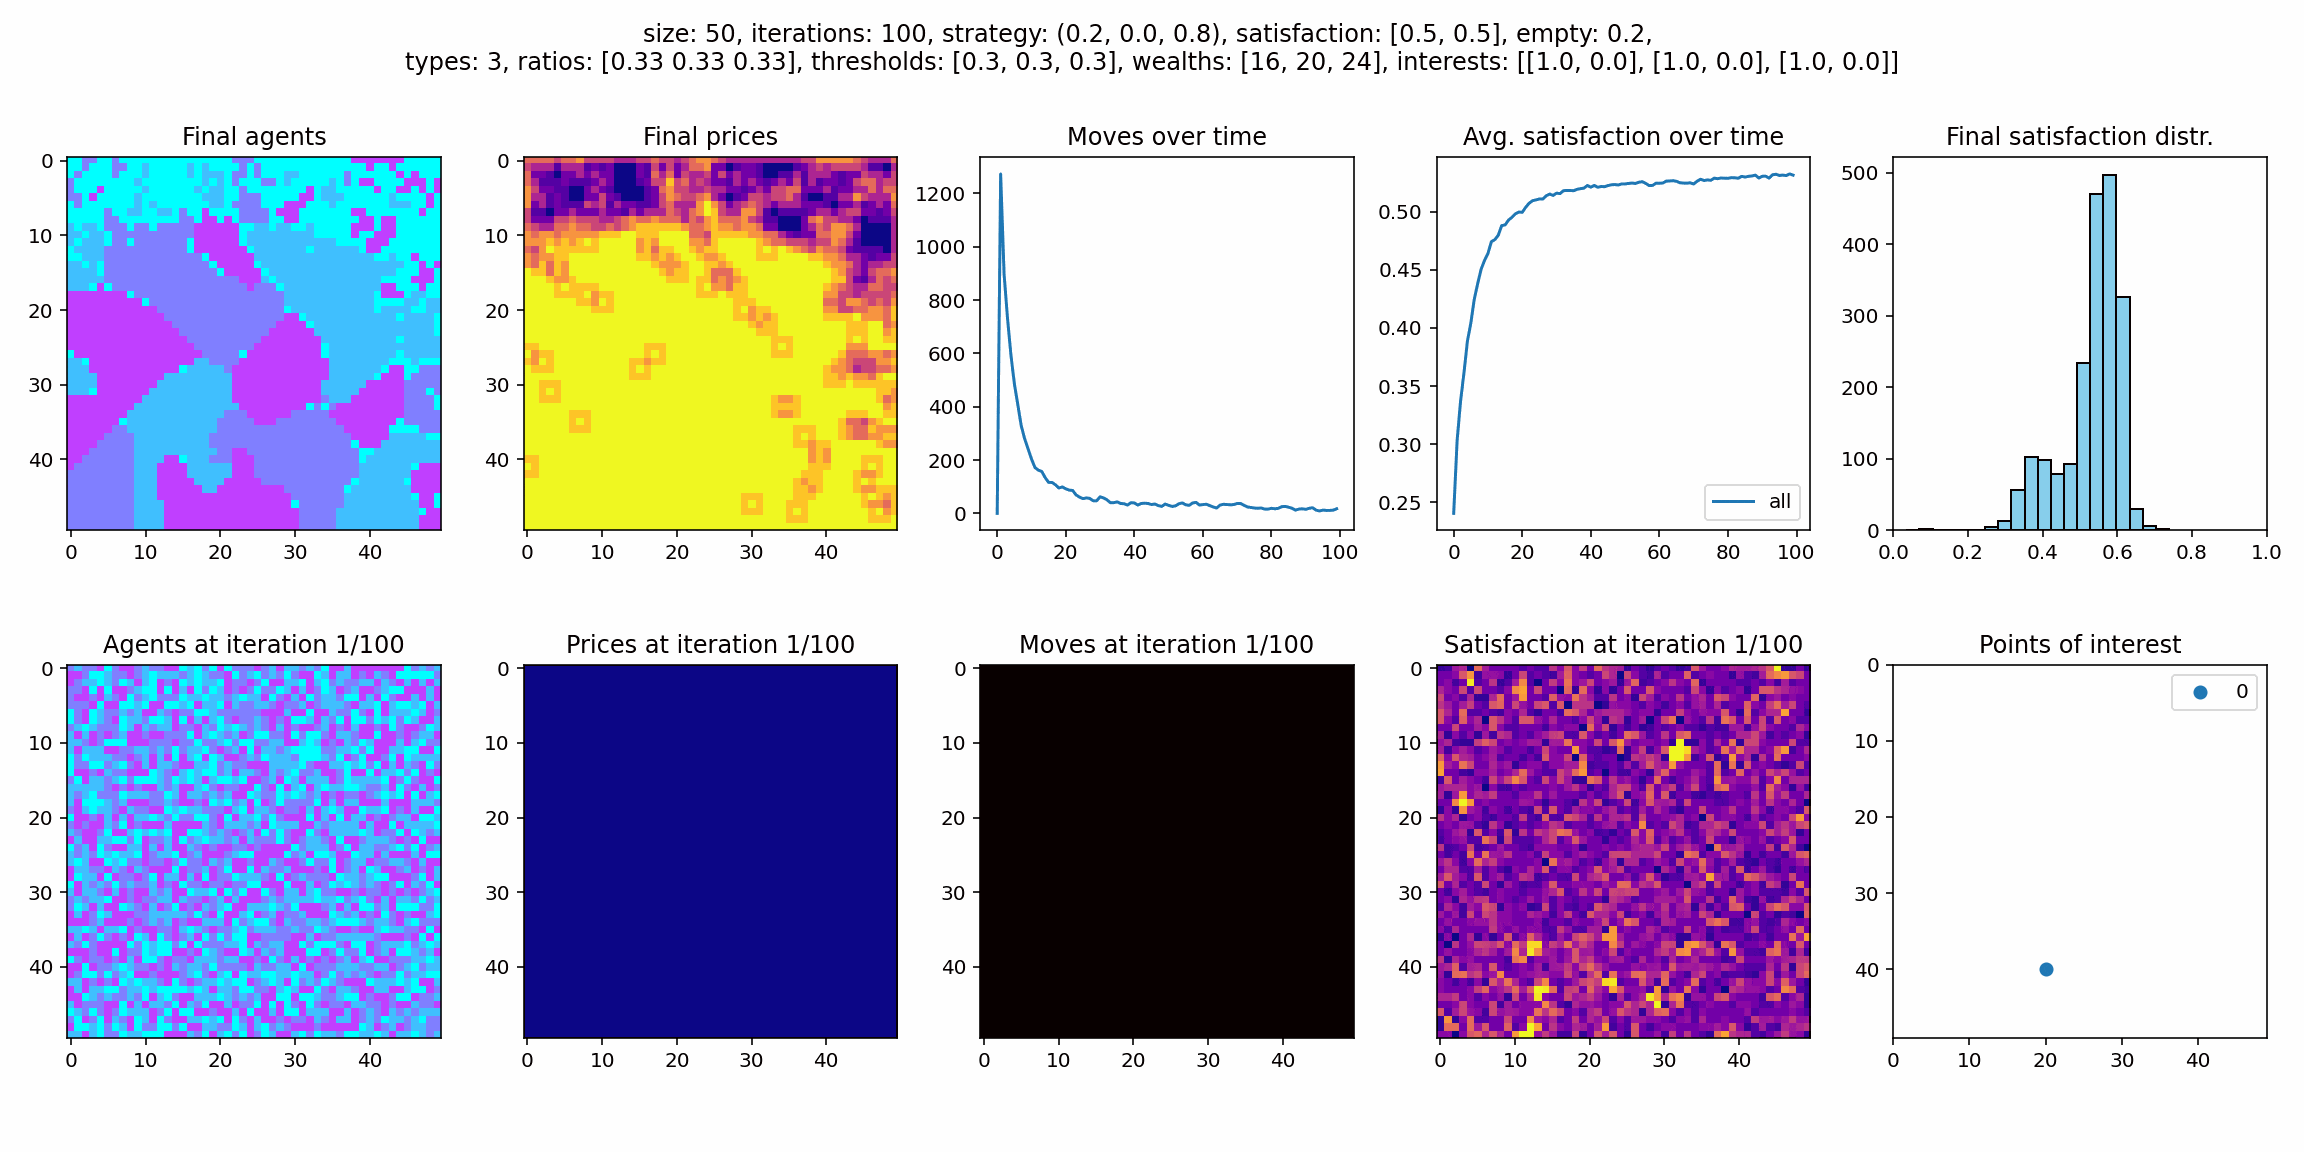 size: 50, iterations: 100, strategy: (0.2, 0.0, 0.8), satisfaction: [0.5, 0.5], empty: 0.2,
types: 3, ratios: [0.33 0.33 0.33], thresholds: [0.3, 0.3, 0.3], wealths: [16, 20, 24], interests: [[1.0, 0.0], [1.0, 0.0], [1.0, 0.0]]
Final agents
0
10
20
30
40
0 10 20 30 40
Final prices
0
10
20
30
40
0 10 20 30 40
Moves over time
1200
1000
800
600
400
200
0
0 20 40 60 80 100
Avg. satisfaction over time
0.50
0.45
0.40
0.35
0.30
0.25
all
0 20 40 60 80 100
Final satisfaction distr.
500
400
300
200
100
0
0.0 0.2 0.4 0.6 0.8 1.0
Agents at iteration 1/100
0
10
20
30
40
0 10 20 30 40
Prices at iteration 1/100
0
10
20
30
40
0 10 20 30 40
Moves at iteration 1/100
0
10
20
30
40
0 10 20 30 40
Satisfaction at iteration 1/100
0
10
20
30
40
0 10 20 30 40
Points of interest
0
0
10
20
30
40
0 10 20 30 40